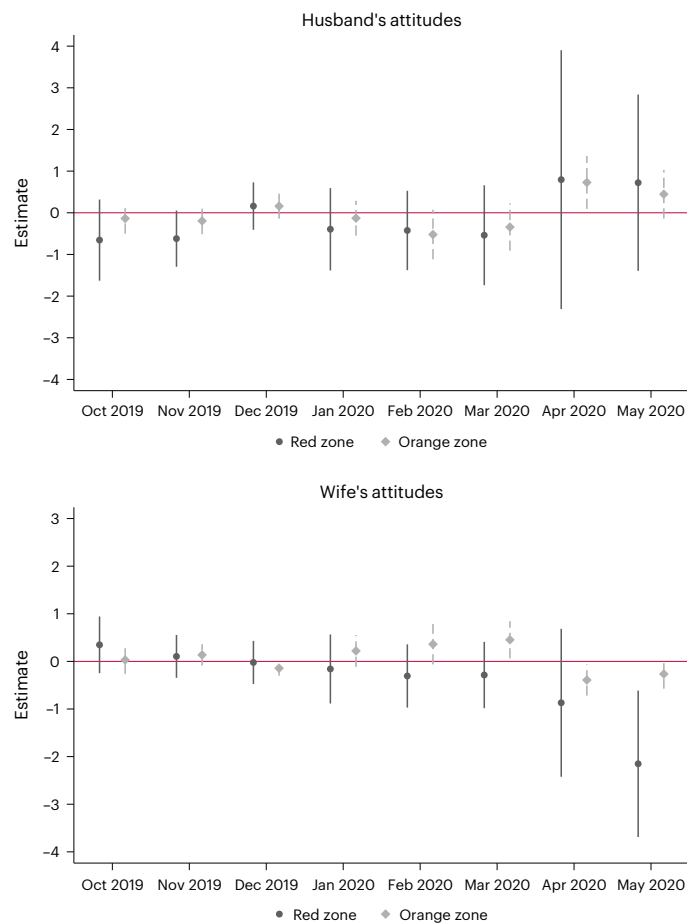 Husband's attitudes
4
3
2
1
0
−1
−2
−3
−4
Estimate
Oct 2019 Nov 2019 Dec 2019 Jan 2020 Feb 2020 Mar 2020 Apr 2020 May 2020
Red zone Orange zone
Wife's attitudes
3
2
1
0
−1
−2
−3
−4
Estimate
Oct 2019 Nov 2019 Dec 2019 Jan 2020 Feb 2020 Mar 2020 Apr 2020 May 2020
Red zone Orange zone